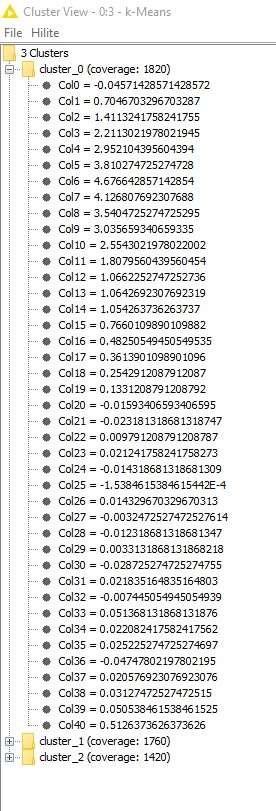 Cluster View - 0:3 - k-Means
File Hilite
3 Clusters
cluster_0 (coverage: 1820)
Col0 = -0.04571428571428572
Col1 = 0.7046703296703287
Col2 = 1.4113241758241755
Col3 = 2.2113021978021945
Col4 = 2.952104395604394
Col5 = 3.810274725274728
Col6 = 4.676642857142854
Col7 = 4.126807692307688
Col8 = 3.5404725274725295
Col9 = 3.035659340659335
Col10 = 2.5543021978022002
Col11 = 1.8079560439560454
Col12 = 1.0662252747252736
Col13 = 1.0642692307692319
Col14 = 1.054263736263737
Col15 = 0.7660109890109882
Col16 = 0.48250549450549535
Col17 = 0.3613901098901096
Col18 = 0.2542912087912087
Col19 = 0.1331208791208792
Col20 = -0.01593406593406595
Col21 = -0.023181318681318747
Col22 = 0.009791208791208787
Col23 = 0.021241758241758273
Col24 = -0.014318681318681309
Col25 = -1.5384615384615442E-4
Col26 = 0.014329670329670313
Col27 = -0.0032472527472527614
Col28 = -0.012318681318681347
Col29 = 0.0033131868131868218
Col30 = -0.028725274725274755
Col31 = 0.021835164835164803
Col32 = -0.007445054945054939
Col33 = 0.051368131868131876
Col34 = 0.022082417582417562
Col35 = 0.025225274725274697
Col36 = -0.04747802197802195
Col37 = 0.020576923076923076
Col38 = 0.03127472527472515
Col39 = 0.050538461538461525
Col40 = 0.5126373626373626
cluster_1 (coverage: 1760)
cluster_2 (coverage: 1420)